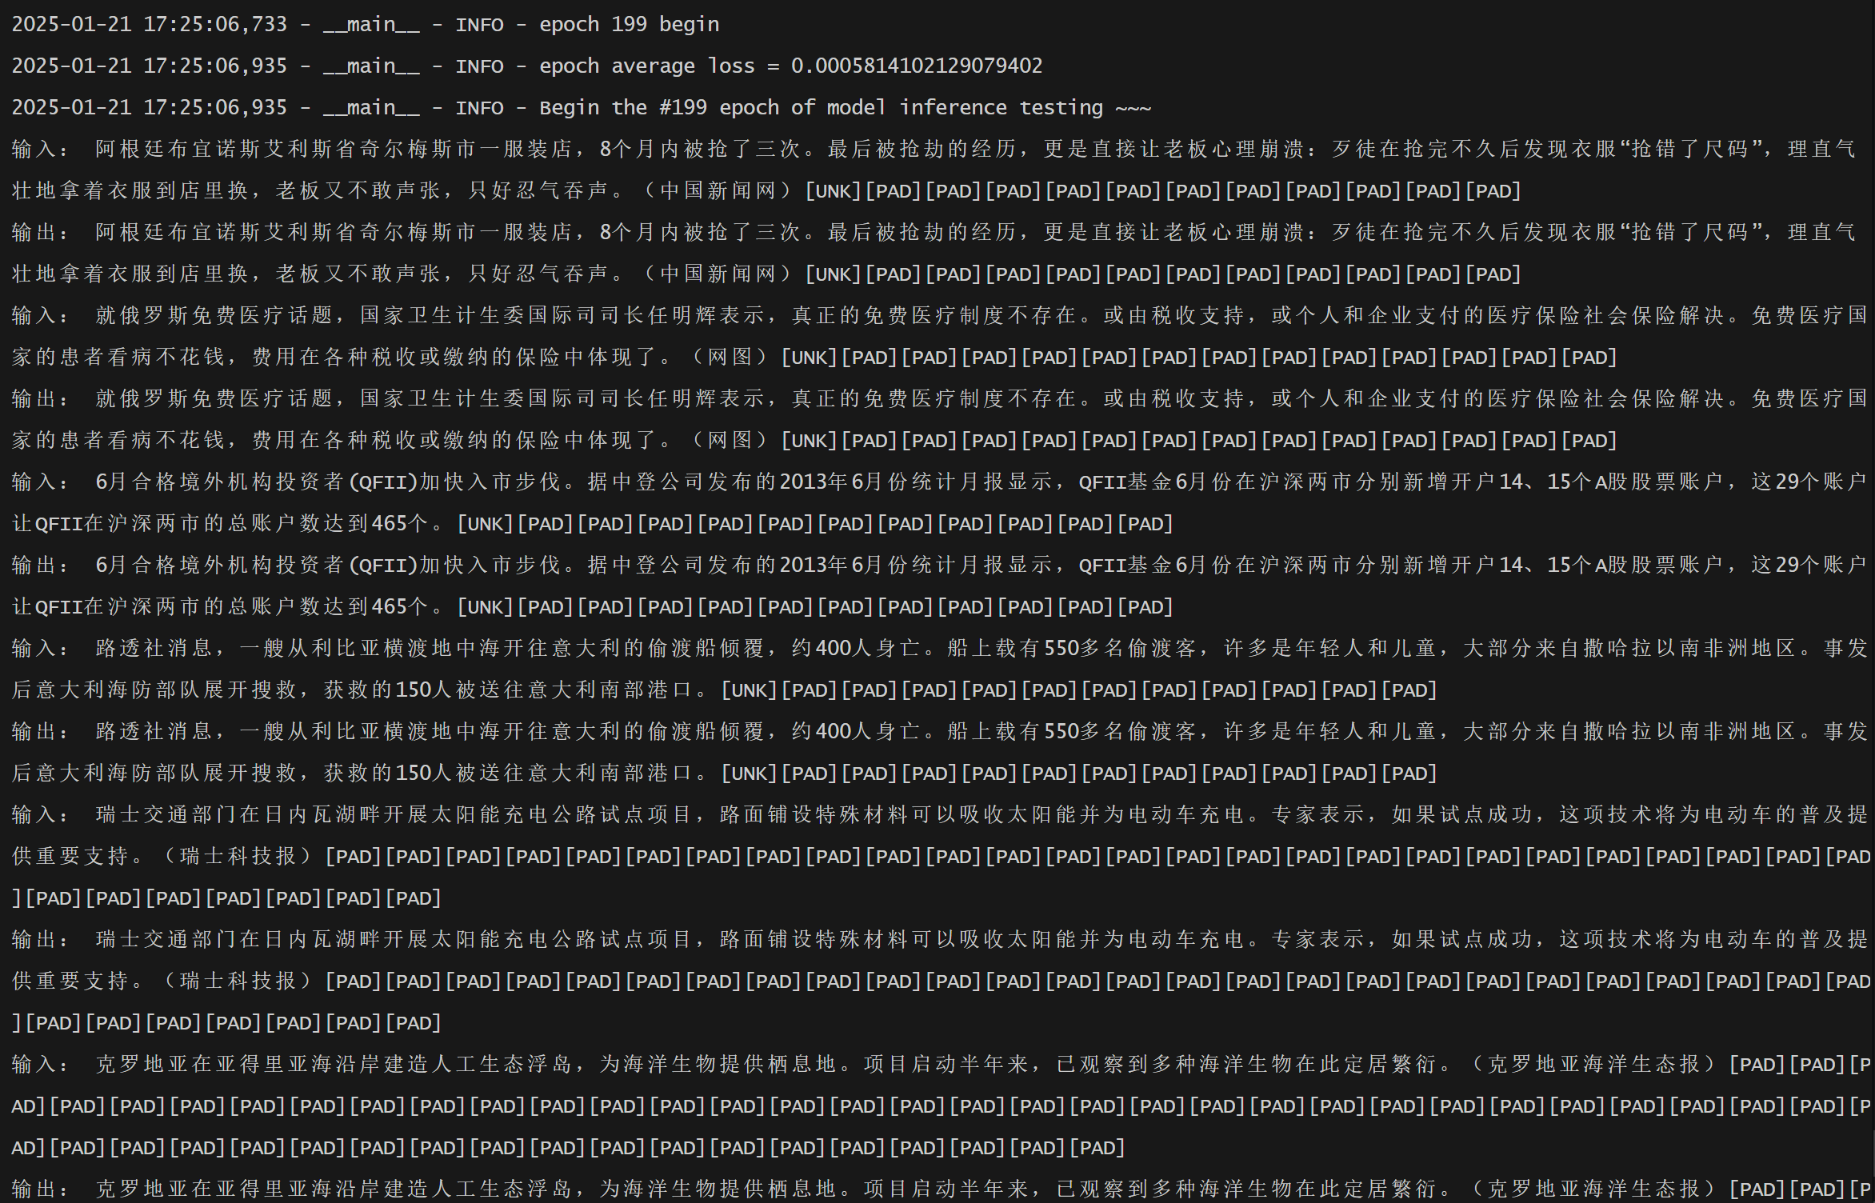 2025-01-21 17:25:06,733 - __main__ - INFO - epoch 199 begin
2025-01-21 17:25:06,935 - __main__ - INFO - epoch average loss = 0.0005814102129079402
2025-01-21 17:25:06,935 - __main__ - INFO - Begin the #199 epoch of model inference testing ~~~
输入： 阿根廷布宜诺斯艾利斯省奇尔梅斯市一服装店，8个月内被抢了三次。最后被抢劫的经历，更是直接让老板心理崩溃：歹徒在抢完不久后发现衣服“抢错了尺码”，理直气
壮地拿着衣服到店里换，老板又不敢声张，只好忍气吞声。（中国新闻网）[UNK][PAD][PAD][PAD][PAD][PAD][PAD][PAD][PAD][PAD][PAD][PAD]
输出： 阿根廷布宜诺斯艾利斯省奇尔梅斯市一服装店，8个月内被抢了三次。最后被抢劫的经历，更是直接让老板心理崩溃：歹徒在抢完不久后发现衣服“抢错了尺码”，理直气
壮地拿着衣服到店里换，老板又不敢声张，只好忍气吞声。（中国新闻网）[UNK][PAD][PAD][PAD][PAD][PAD][PAD][PAD][PAD][PAD][PAD][PAD]
输入： 就俄罗斯免费医疗话题，国家卫生计生委国际司司长任明辉表示，真正的免费医疗制度不存在。或由税收支持，或个人和企业支付的医疗保险社会保险解决。免费医疗国
家的患者看病不花钱，费用在各种税收或缴纳的保险中体现了。（网图）[UNK][PAD][PAD][PAD][PAD][PAD][PAD][PAD][PAD][PAD][PAD][PAD][PAD][PAD]
输出： 就俄罗斯免费医疗话题，国家卫生计生委国际司司长任明辉表示，真正的免费医疗制度不存在。或由税收支持，或个人和企业支付的医疗保险社会保险解决。免费医疗国
家的患者看病不花钱，费用在各种税收或缴纳的保险中体现了。（网图）[UNK][PAD][PAD][PAD][PAD][PAD][PAD][PAD][PAD][PAD][PAD][PAD][PAD][PAD]
输入： 6月合格境外机构投资者(QFII)加快入市步伐。据中登公司发布的2013年6月份统计月报显示，QFII基金6月份在沪深两市分别新增开户14、15个A股股票账户，这29个账户
让QFII在沪深两市的总账户数达到465个。[UNK][PAD][PAD][PAD][PAD][PAD][PAD][PAD][PAD][PAD][PAD][PAD]
输出： 6月合格境外机构投资者(QFII)加快入市步伐。据中登公司发布的2013年6月份统计月报显示，QFII基金6月份在沪深两市分别新增开户14、15个A股股票账户，这29个账户
让QFII在沪深两市的总账户数达到465个。[UNK][PAD][PAD][PAD][PAD][PAD][PAD][PAD][PAD][PAD][PAD][PAD]
输入： 路透社消息，一艘从利比亚横渡地中海开往意大利的偷渡船倾覆，约400人身亡。船上载有550多名偷渡客，许多是年轻人和儿童，大部分来自撒哈拉以南非洲地区。事发
后意大利海防部队展开搜救，获救的150人被送往意大利南部港口。[UNK][PAD][PAD][PAD][PAD][PAD][PAD][PAD][PAD][PAD][PAD][PAD]
输出： 路透社消息，一艘从利比亚横渡地中海开往意大利的偷渡船倾覆，约400人身亡。船上载有550多名偷渡客，许多是年轻人和儿童，大部分来自撒哈拉以南非洲地区。事发
后意大利海防部队展开搜救，获救的150人被送往意大利南部港口。[UNK][PAD][PAD][PAD][PAD][PAD][PAD][PAD][PAD][PAD][PAD][PAD]
输入： 瑞士交通部门在日内瓦湖畔开展太阳能充电公路试点项目，路面铺设特殊材料可以吸收太阳能并为电动车充电。专家表示，如果试点成功，这项技术将为电动车的普及提
供重要支持。（瑞士科技报）[PAD][PAD][PAD][PAD][PAD][PAD][PAD][PAD][PAD][PAD][PAD][PAD][PAD][PAD][PAD][PAD][PAD][PAD][PAD][PAD][PAD][PAD][PAD][PAD][PAD][PAD
][PAD][PAD][PAD][PAD][PAD][PAD][PAD]
输出： 瑞士交通部门在日内瓦湖畔开展太阳能充电公路试点项目，路面铺设特殊材料可以吸收太阳能并为电动车充电。专家表示，如果试点成功，这项技术将为电动车的普及提
供重要支持。（瑞士科技报）[PAD][PAD][PAD][PAD][PAD][PAD][PAD][PAD][PAD][PAD][PAD][PAD][PAD][PAD][PAD][PAD][PAD][PAD][PAD][PAD][PAD][PAD][PAD][PAD][PAD][PAD
][PAD][PAD][PAD][PAD][PAD][PAD][PAD]
输入： 克罗地亚在亚得里亚海沿岸建造人工生态浮岛，为海洋生物提供栖息地。项目启动半年来，已观察到多种海洋生物在此定居繁衍。（克罗地亚海洋生态报）[PAD][PAD][P
AD][PAD][PAD][PAD][PAD][PAD][PAD][PAD][PAD][PAD][PAD][PAD][PAD][PAD][PAD][PAD][PAD][PAD][PAD][PAD][PAD][PAD][PAD][PAD][PAD][PAD][PAD][PAD][PAD][P
AD][PAD][PAD][PAD][PAD][PAD][PAD][PAD][PAD][PAD][PAD][PAD][PAD][PAD][PAD][PAD][PAD][PAD][PAD]
输出： 克罗地亚在亚得里亚海沿岸建造人工生态浮岛，为海洋生物提供栖息地。项目启动半年来，已观察到多种海洋生物在此定居繁衍。（克罗地亚海洋生态报）[PAD][PAD][P